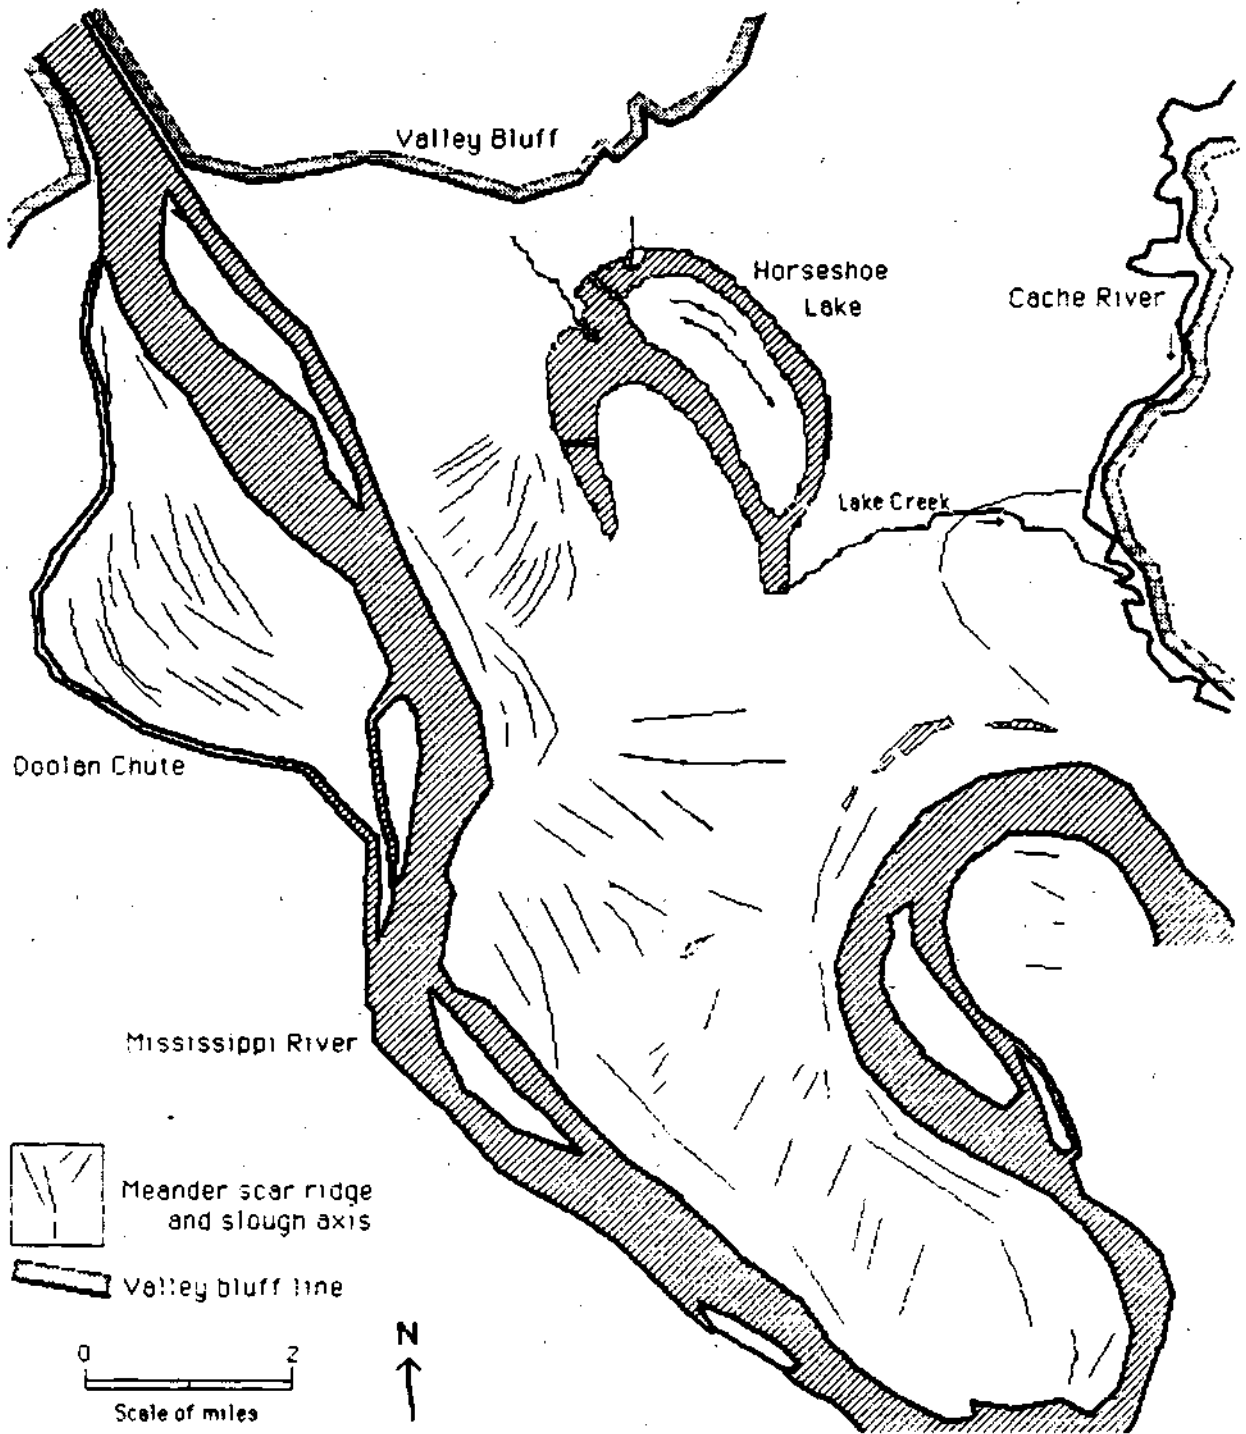 Valley Bluff
Horseshoe
Lake
Cache River
Lake Creek
Doolan Chute
Mississippi River
Meander scar ridge
and slough axis
Valley bluff line
0 2
Scale of miles
N